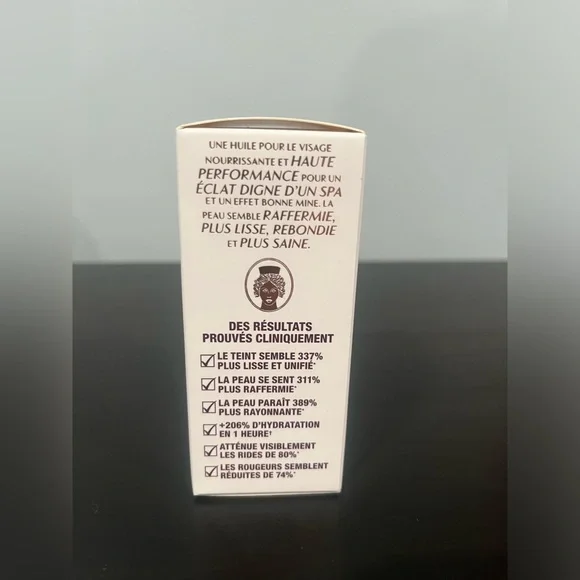 UNE HUILE POUR LE VISAGE
NOURRISSANTE ET HAUTE
PERFORMANCE POUR UN
ÉCLAT DIGNE D'UN SPA
ET UN EFFET BONNE MINE. LA
PEAU SEMBLE RAFFERMIE,
PLUS LISSE, REBONDIE
ET PLUS SAINE.
DES RÉSULTATS
PROUVÉS CLINIQUEMENT
LE TEINT SEMBLE 337%
PLUS LISSE ET UNIFIÉ*
LA PEAU SE SENT 311%
PLUS RAFFERMIE*
LA PEAU PARAÎT 389%
PLUS RAYONNANTE*
+206% D'HYDRATATION
EN 1 HEURE†
ATTÉNUE VISIBLEMENT
LES RIDES DE 80%*
LES ROUGEURS SEMBLENT
RÉDUITES DE 74%*